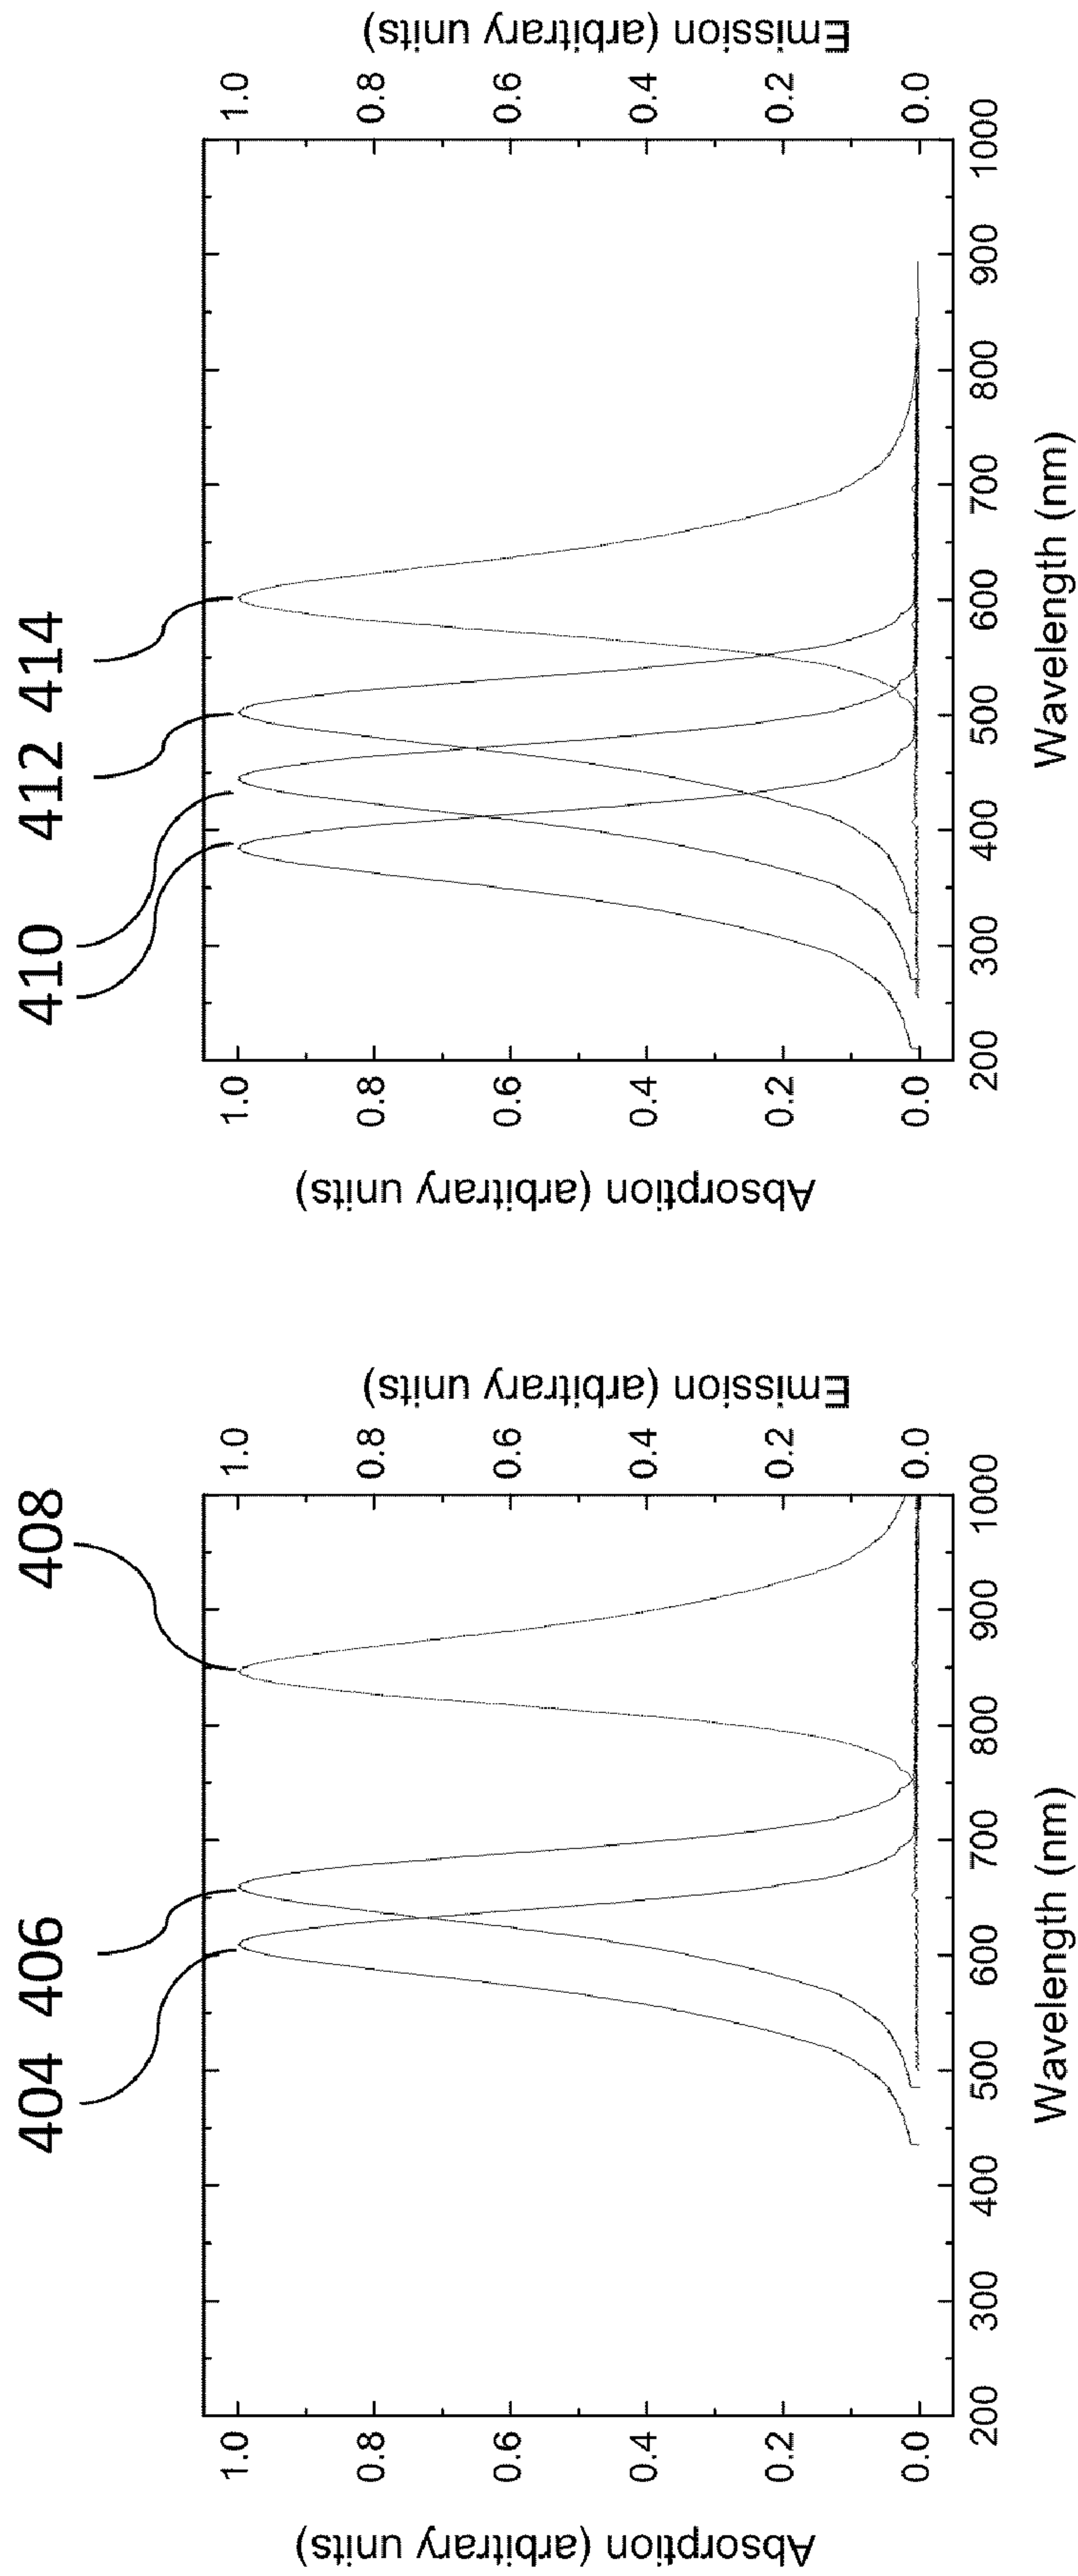 404 406 408
Absorption (arbitrary units)
1.0
0.8
0.6
0.4
0.2
0.0
200 300 400 500 600 700 800 900 1000
Wavelength (nm)
1.0
0.8
0.6
0.4
0.2
0.0
Emission (arbitrary units)
410 412 414
Absorption (arbitrary units)
1.0
0.8
0.6
0.4
0.2
0.0
200 300 400 500 600 700 800 900 1000
Wavelength (nm)
1.0
0.8
0.6
0.4
0.2
0.0
Emission (arbitrary units)